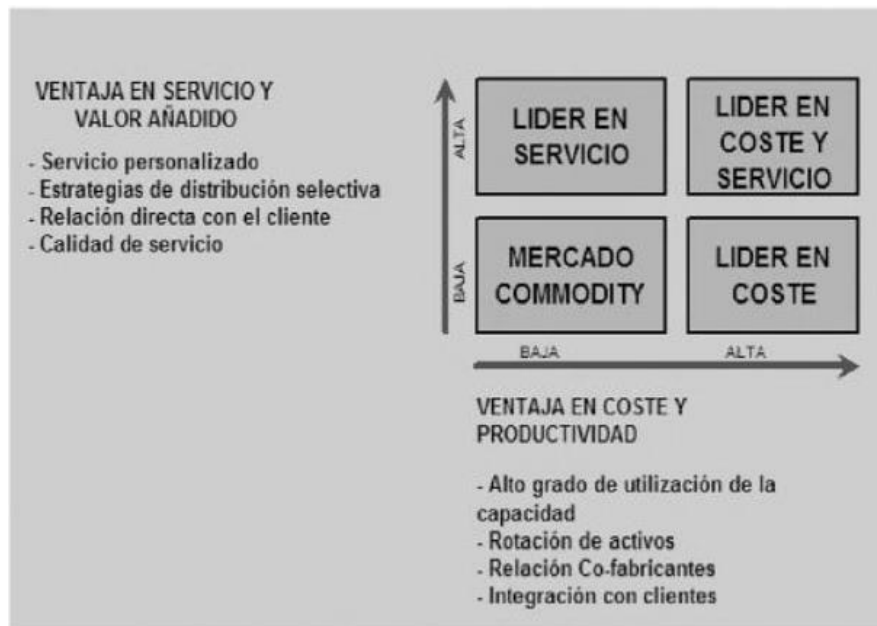 VENTAJA EN SERVICIO Y
VALOR AÑADIDO
- Servicio personalizado
- Estrategias de distribución selectiva
- Relación directa con el cliente
- Calidad de servicio
ALTA
BAJA
LIDER EN
SERVICIO
LIDER EN
COSTE Y
SERVICIO
MERCADO
COMMODITY
LIDER EN
COSTE
BAJA
ALTA
VENTAJA EN COSTE Y
PRODUCTIVIDAD
- Alto grado de utilización de la
capacidad
- Rotación de activos
- Relación Co-fabricantes
- Integración con clientes